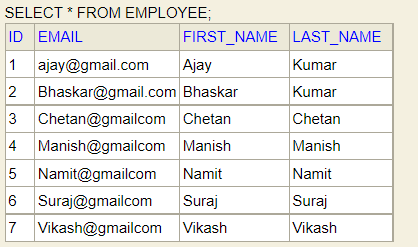 SELECT * FROM EMPLOYEE;
ID EMAIL FIRST_NAME LAST_NAME
1 ajay@gmail.com Ajay Kumar
2 Bhaskar@gmail.com Bhaskar Kumar
3 Chetan@gmailcom Chetan Chetan
4 Manish@gmailcom Manish Manish
5 Namit@gmailcom Namit Namit
6 Suraj@gmailcom Suraj Suraj
7 Vikash@gmailcom Vikash Vikash